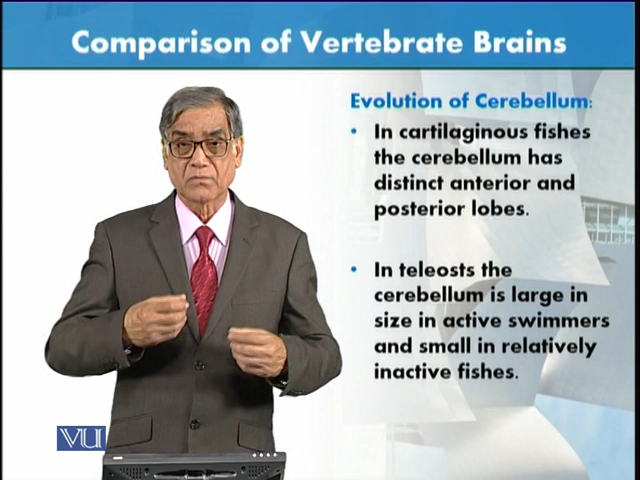 Comparison of Vertebrate Brains
Evolution of Cerebellum:
• In cartilaginous fishes
the cerebellum has
distinct anterior and
posterior lobes.
• In teleosts the
cerebellum is large in
size in active swimmers
and small in relatively
inactive fishes.
VU